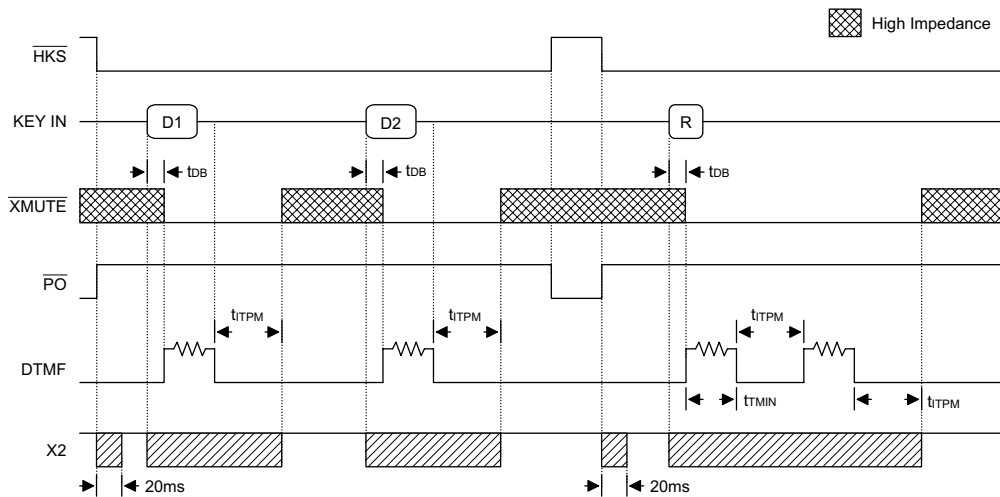 High Impedance
HKS
KEY IN D1 D2 R
tDB tDB tDB
XMUTE
PO
tITPM tITPM tITPM
DTMF
tTMIN tITPM
X2
20ms 20ms